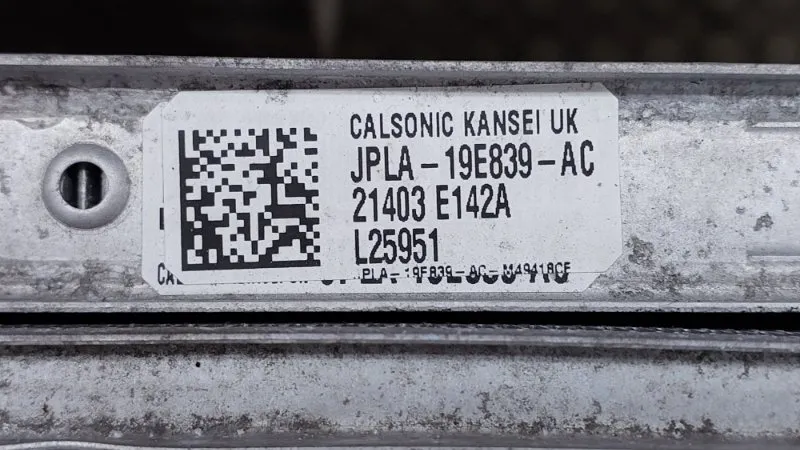 CALSONIC KANSEI UK
JPLA-19E839-AC
21403 E142A
L25951